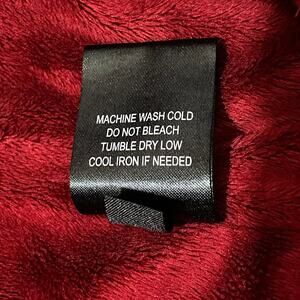 MACHINE WASH COLD
DO NOT BLEACH
TUMBLE DRY LOW
COOL IRON IF NEEDED